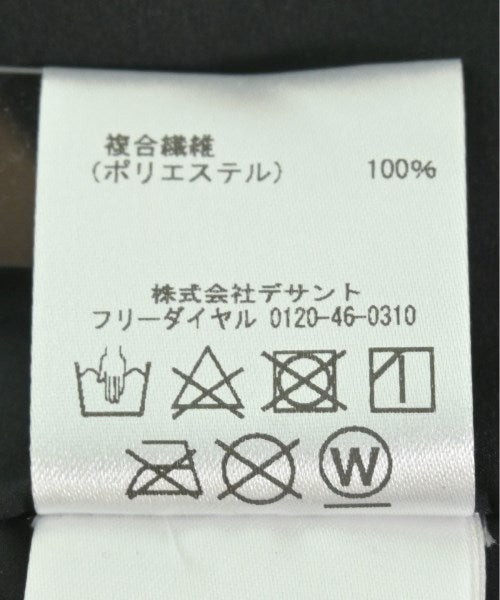 複合繊維
(ポリエステル) 100%
株式会社デサント
フリーダイヤル 0120-46-0310
W